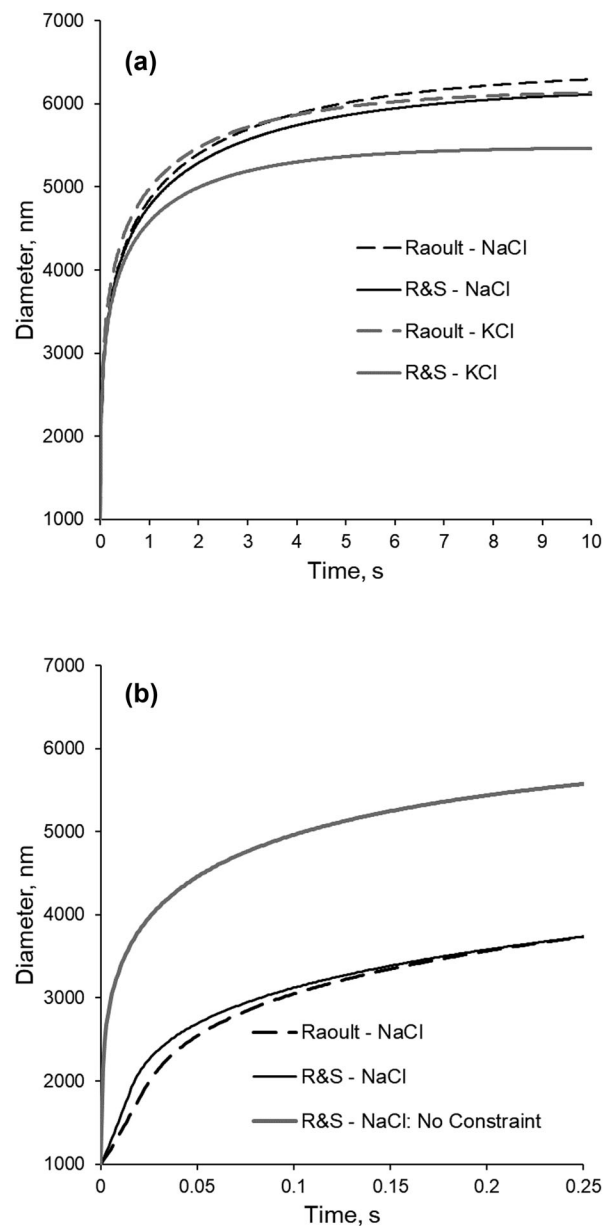 (a)
7000
6000
5000
4000
3000
2000
1000
Diameter, nm
Raoult - NaCl
R&S - NaCl
Raoult - KCl
R&S - KCl
0 1 2 3 4 5 6 7 8 9 10
Time, s
(b)
7000
6000
5000
4000
3000
2000
1000
Diameter, nm
Raoult - NaCl
R&S - NaCl
R&S - NaCl: No Constraint
0 0.05 0.1 0.15 0.2 0.25
Time, s